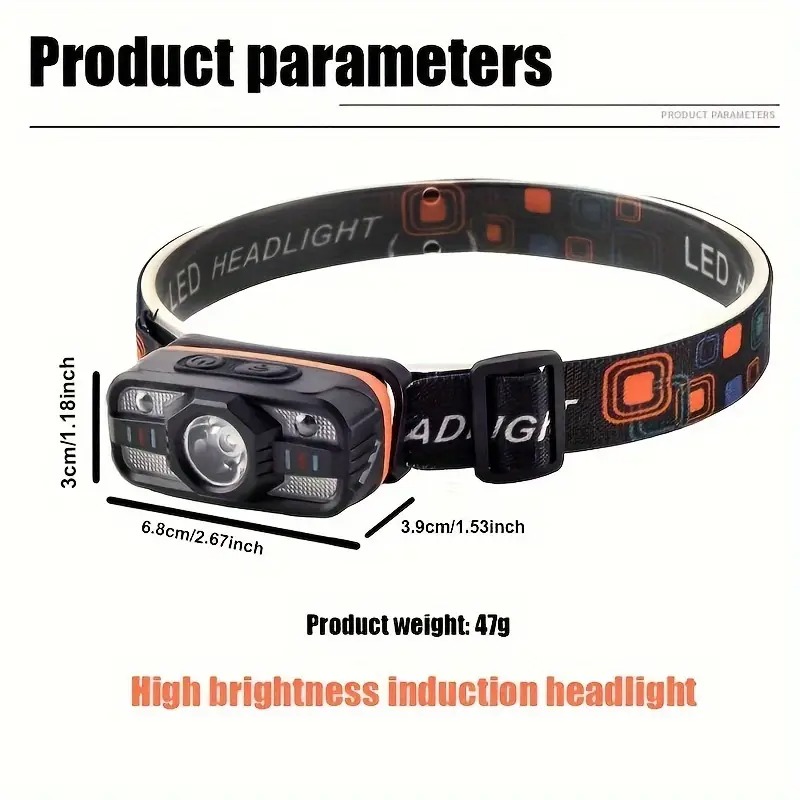 Product parameters
PRODUCT PARAMETERS
LED HEADLIGHT
LED H
ADLIGHT
3cm/1.18inch
6.8cm/2.67inch
3.9cm/1.53inch
Product weight: 47g
High brightness induction headlight